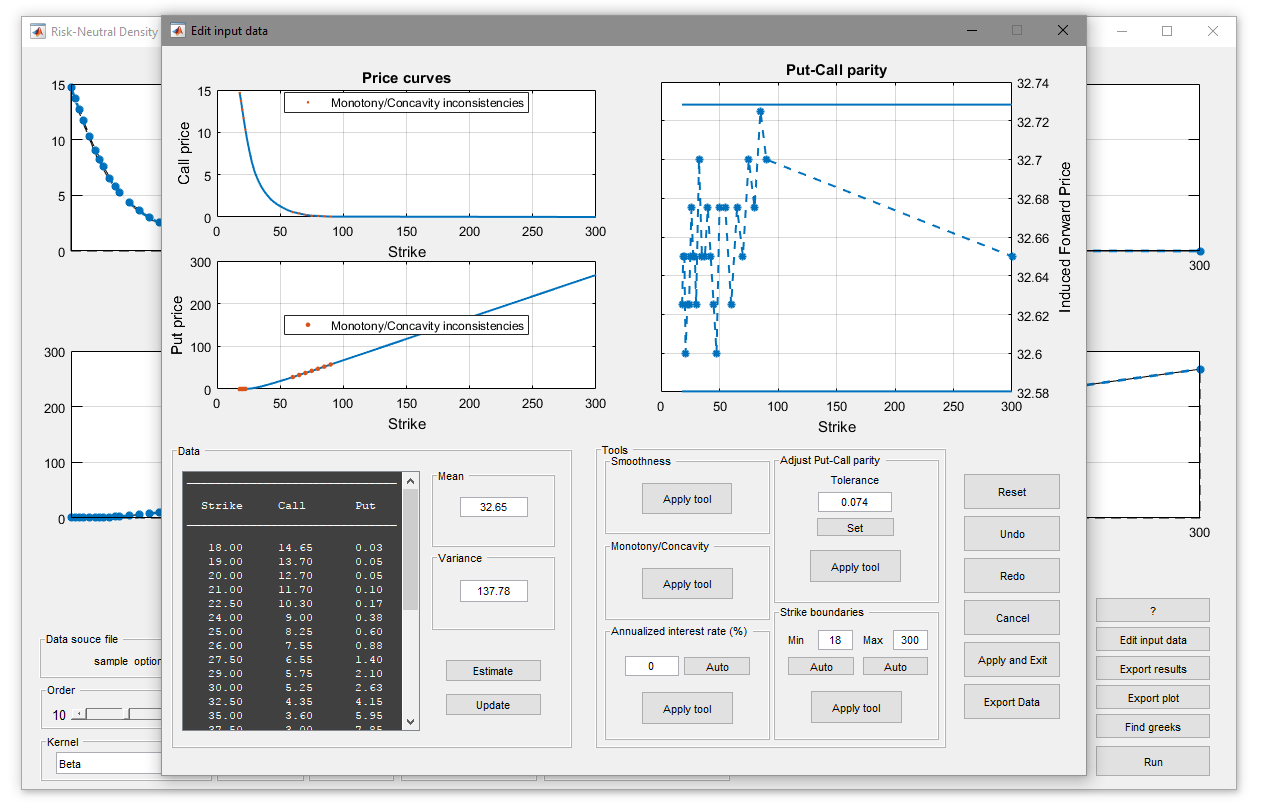 Risk-Neutral Density
Edit input data
15
10
5
0
300
200
100
0
Data souce file
sample_option
Order
10
Kernel
Beta
Price curves
Call price
15
10
5
0
Monotony/Concavity inconsistencies
0 50 100 150 200 250 300
Strike
Put price
300
200
100
0
Monotony/Concavity inconsistencies
0 50 100 150 200 250 300
Strike
Put-Call parity
32.74
32.72
32.7
32.68
32.66
32.64
32.62
32.6
32.58
Induced Forward Price
0 50 100 150 200 250 300
Strike
Data
Strike Call Put
18.00 14.65 0.03
19.00 13.70 0.05
20.00 12.70 0.05
21.00 11.70 0.10
22.50 10.30 0.17
24.00 9.00 0.38
25.00 8.25 0.60
26.00 7.55 0.88
27.50 6.55 1.40
29.00 5.75 2.10
30.00 5.25 2.63
32.50 4.35 4.15
35.00 3.60 5.95
37.50 3.00 7.85
Mean
32.65
Variance
137.78
Estimate
Update
Tools
Smoothness
Apply tool
Monotony/Concavity
Apply tool
Annualized interest rate (%)
0 Auto
Apply tool
Adjust Put-Call parity
Tolerance
0.074
Set
Apply tool
Strike boundaries
Min 18 Max 300
Auto Auto
Apply tool
Reset
Undo
Redo
Cancel
Apply and Exit
Export Data
300
300
?
Edit input data
Export results
Export plot
Find greeks
Run